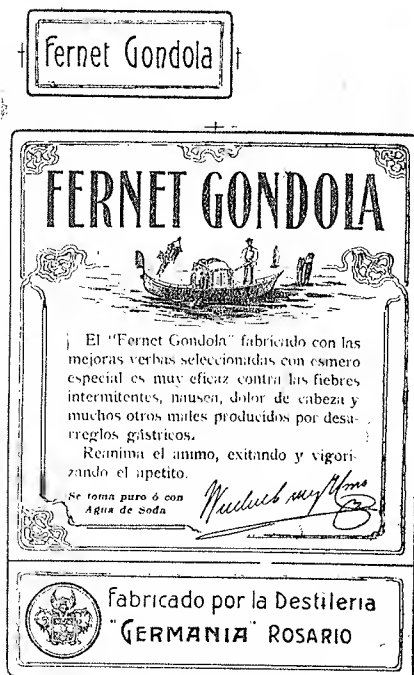 Fernet Gondola
FERNET GONDOLA
El "Fernet Gondola" fabricado con las
mejoras yerbas seleccionadas con esmero
especial es muy eficaz contra las fiebres
intermitentes, nausea, dolor de cabeza y
muchos otros males producidos por desa-
rreglos gástricos.
Reanima el animo, exitando y vigori-
zando el apetito.
Se toma puro ó con
Agua de Soda
Fabricado por la Destileria
"GERMANIA" ROSARIO